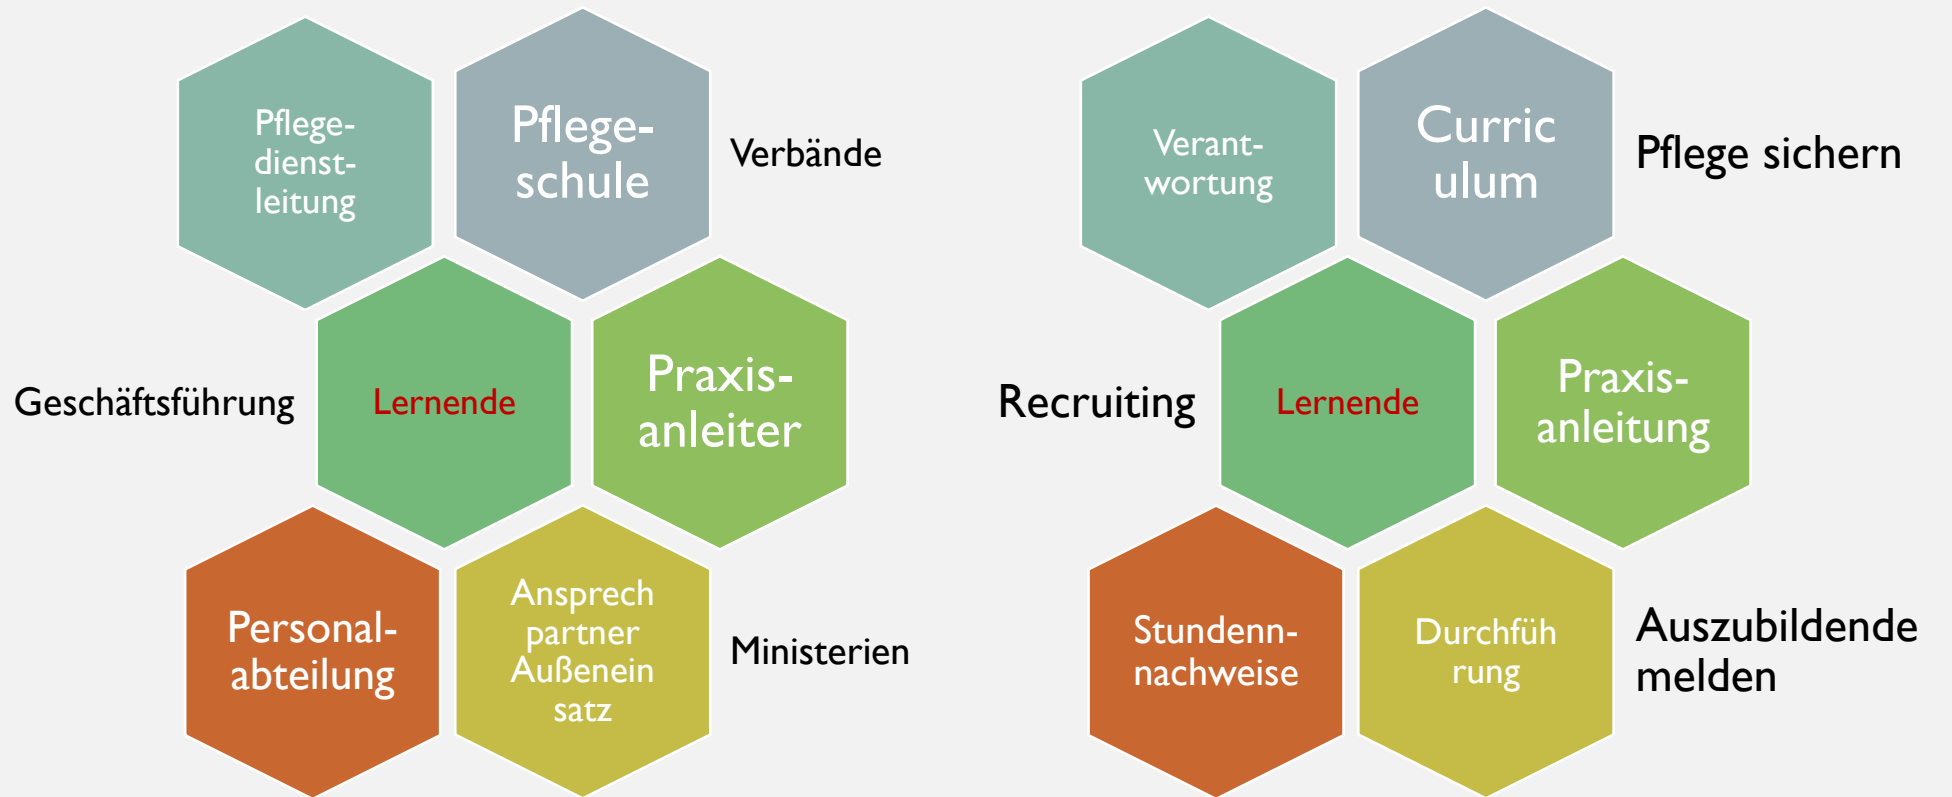 Pflege-
dienst-
leitung
Pflege-
schule
Verbände
Geschäftsführung
Lernende
Praxis-
anleiter
Personal-
abteilung
Ansprech
partner
Außenein
satz
Ministerien
Verant-
wortung
Curric
ulum
Pflege sichern
Recruiting
Lernende
Praxis-
anleitung
Stundenn-
nachweise
Durchfüh
rung
Auszubildende
melden